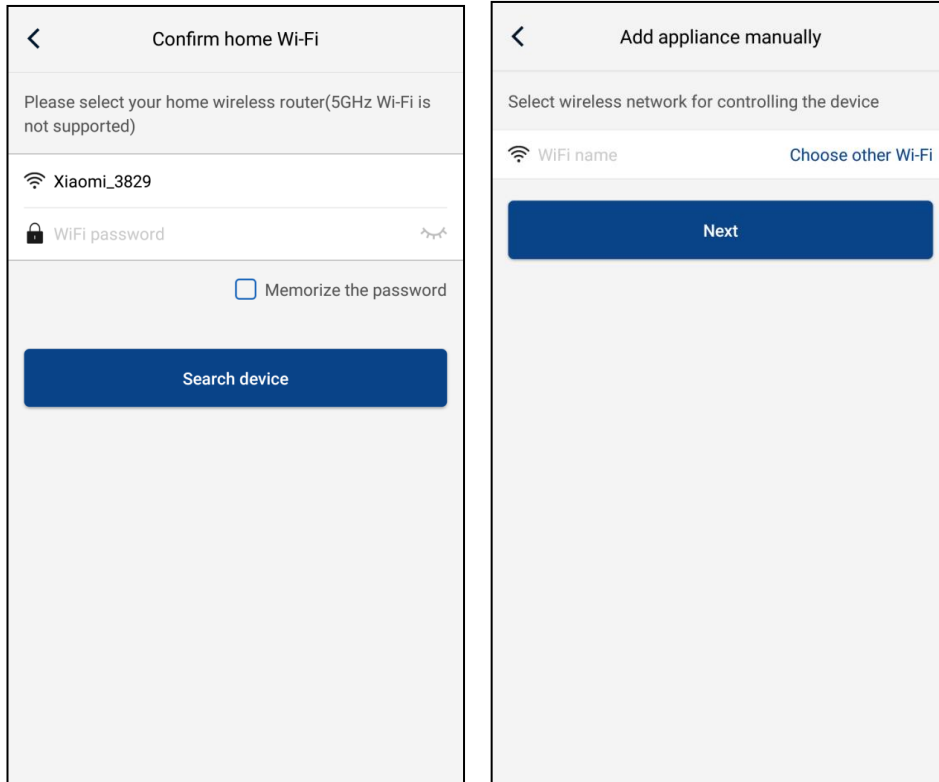 Confirm home Wi-Fi
Please select your home wireless router(5GHz Wi-Fi is
not supported)
Xiaomi_3829
WiFi password
Memorize the password
Search device
Add appliance manually
Select wireless network for controlling the device
WiFi name
Choose other Wi-Fi
Next